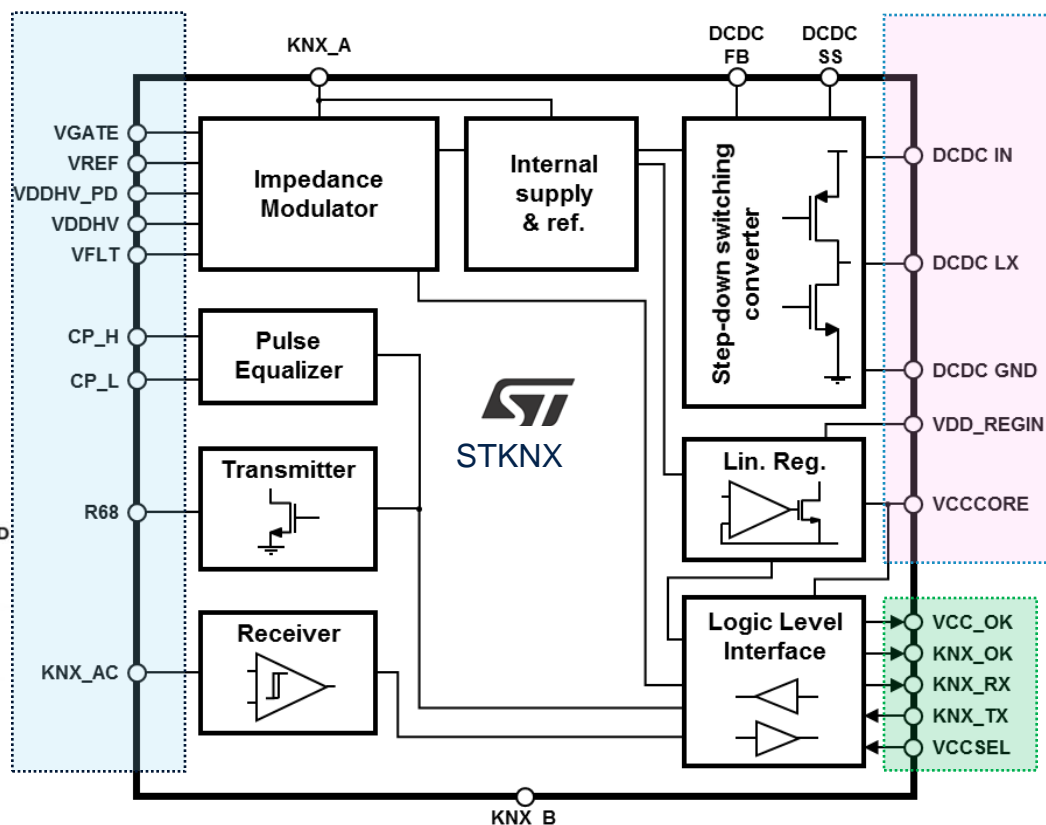 KNX_A
DCDC
FB
DCDC
SS
VGATE
VREF
VDDHV_PD
VDDHV
VFLT
Impedance
Modulator
Internal
supply
& ref.
Step-down switching
converter
DCDC IN
DCDC LX
DCDC GND
CP_H
CP_L
Pulse
Equalizer
ST
STKNX
VDD_REGIN
Lin. Reg.
VCCCORE
Transmitter
R68
D
Receiver
KNX_AC
Logic Level
Interface
VCC_OK
KNX_OK
KNX_RX
KNX_TX
VCCSEL
KNX_B